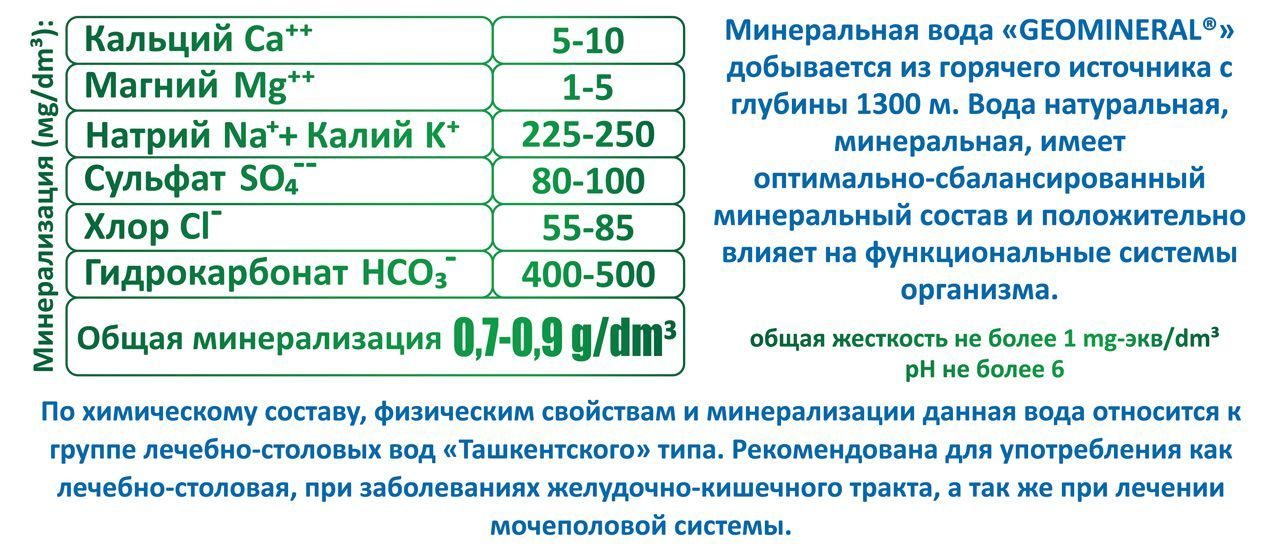 Минерализация (mg/dm³):
Кальций Ca⁺⁺ 5-10
Магний Mg⁺⁺ 1-5
Натрий Na⁺+ Калий K⁺ 225-250
Сульфат SO₄⁻⁻ 80-100
Хлор Cl⁻ 55-85
Гидрокарбонат HCO₃⁻ 400-500
Общая минерализация 0,7-0,9 g/dm³
Минеральная вода «GEOMINERAL®»
добывается из горячего источника с
глубины 1300 м. Вода натуральная,
минеральная, имеет
оптимально-сбалансированный
минеральный состав и положительно
влияет на функциональные системы
организма.
общая жесткость не более 1 mg-экв/dm³
pH не более 6
По химическому составу, физическим свойствам и минерализации данная вода относится к
группе лечебно-столовых вод «Ташкентского» типа. Рекомендована для употребления как
лечебно-столовая, при заболеваниях желудочно-кишечного тракта, а так же при лечении
мочеполовой системы.